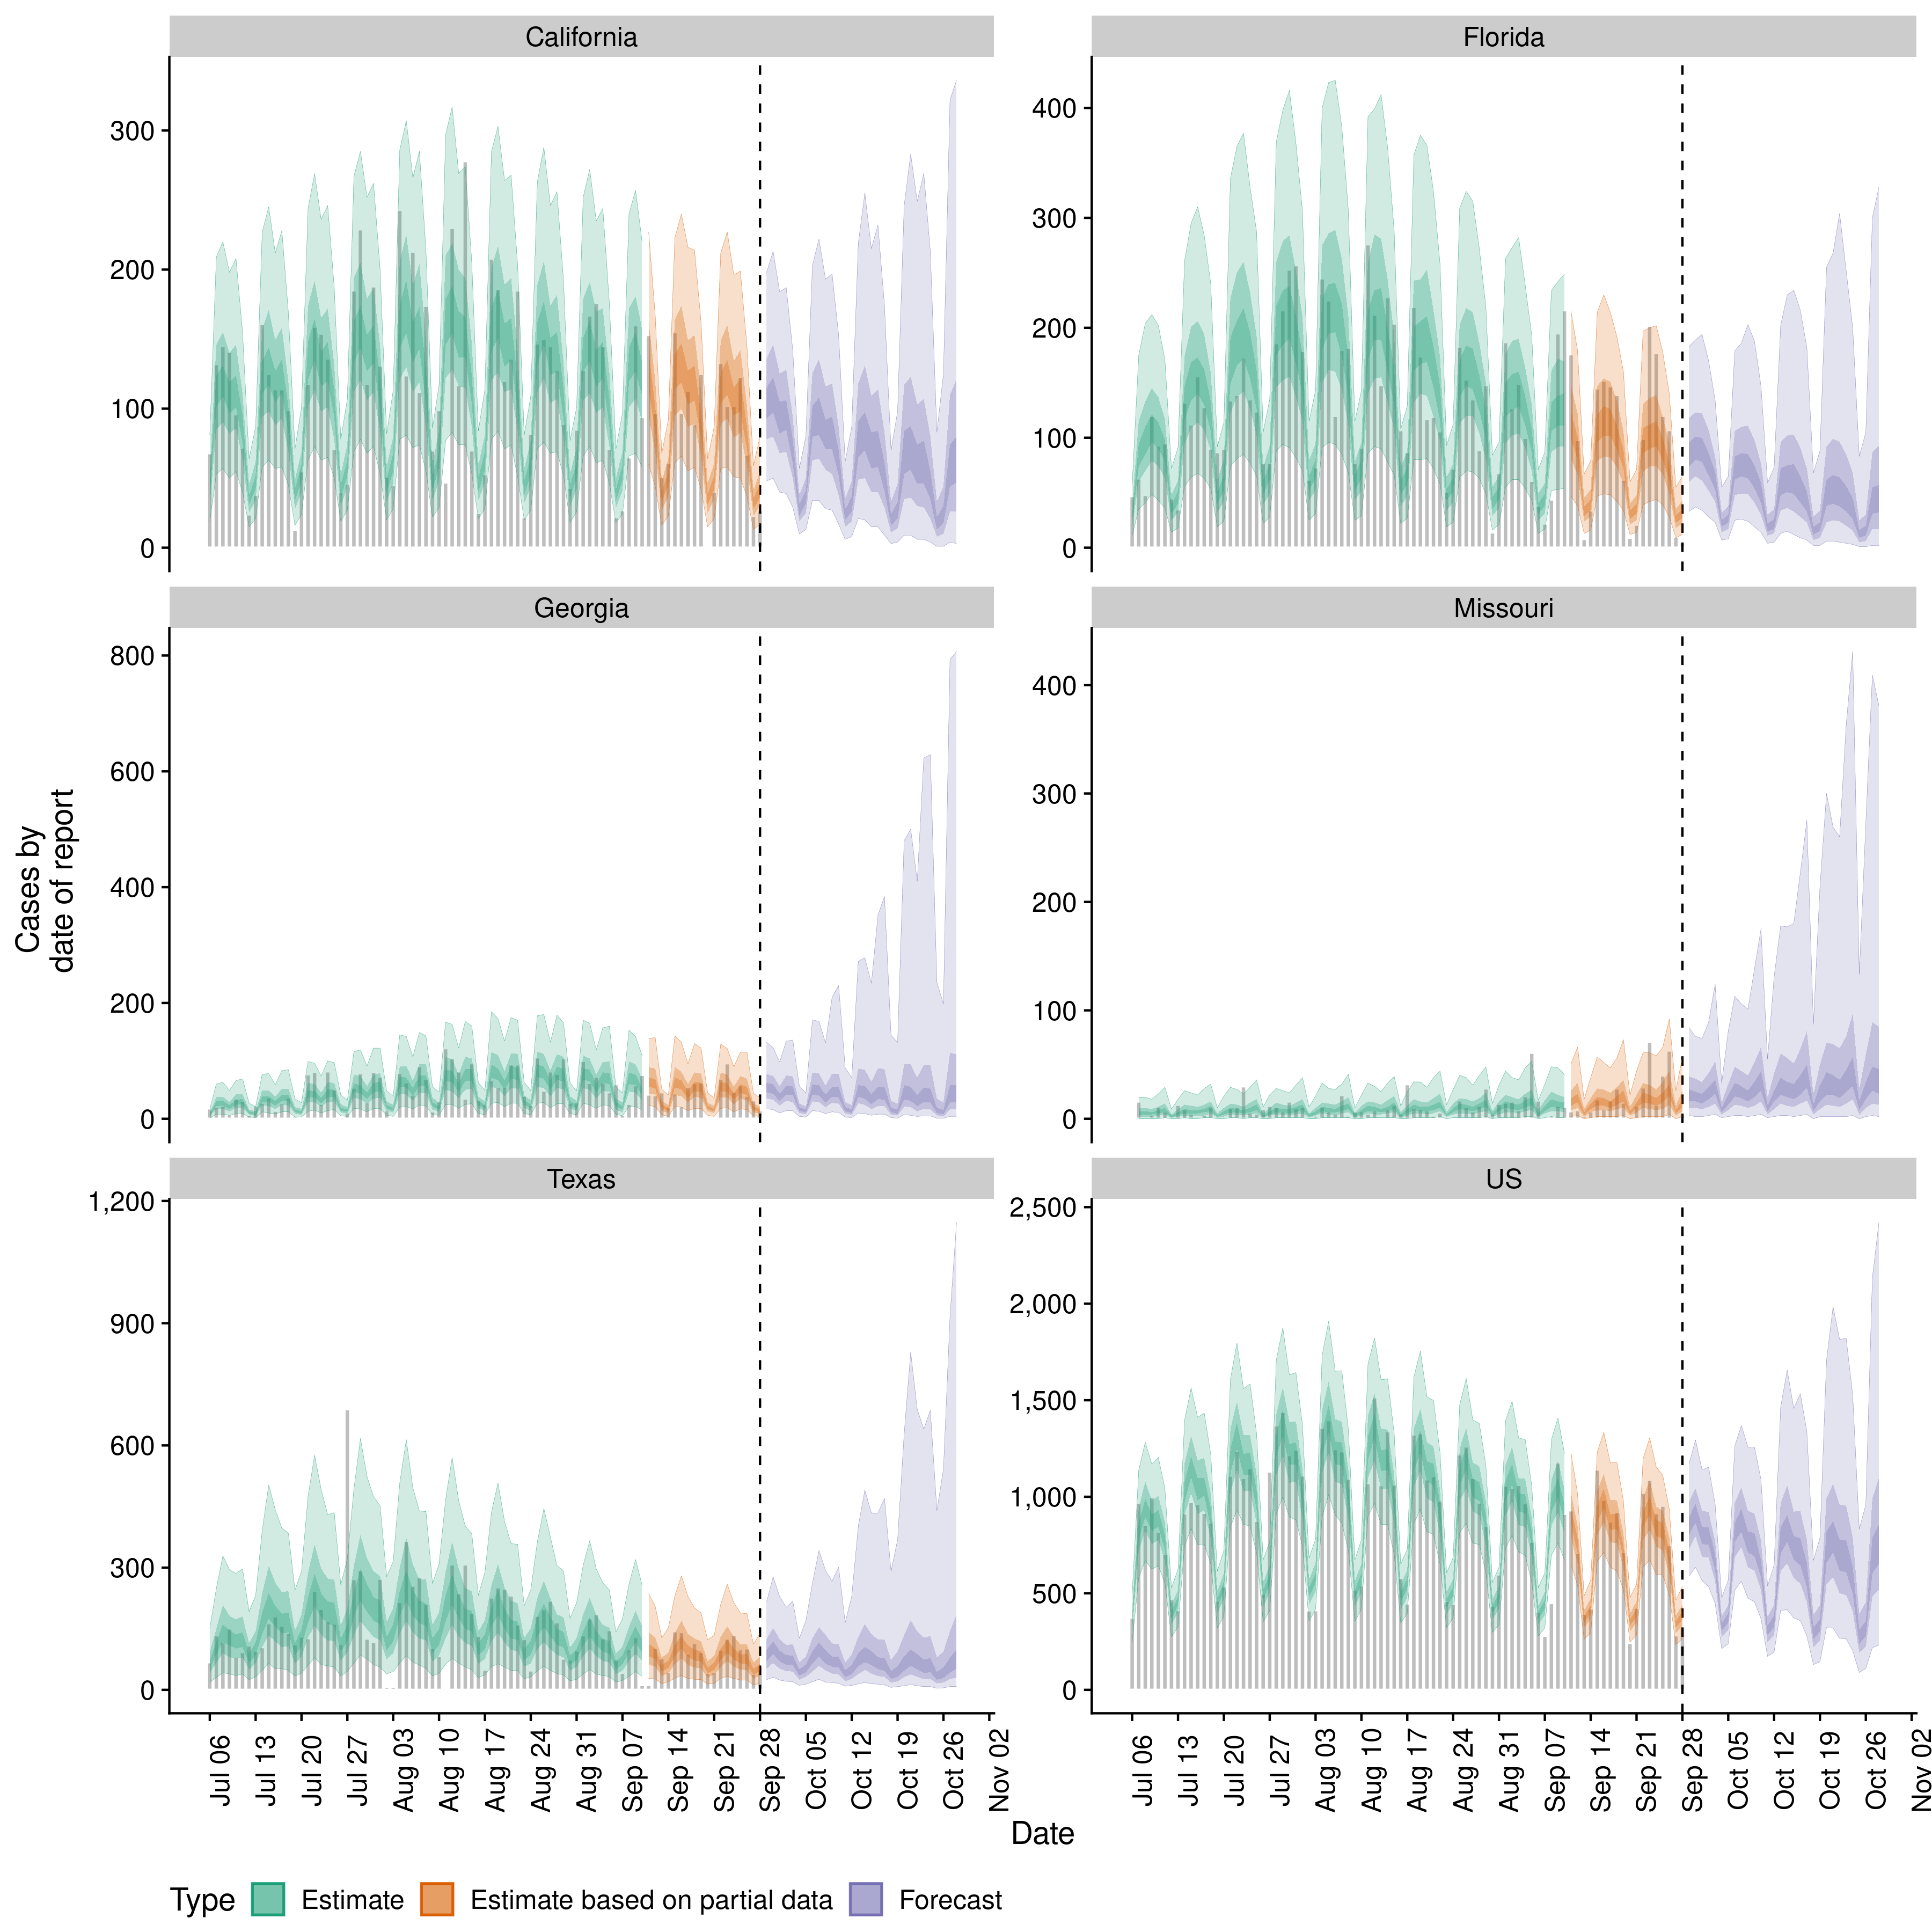 California
Florida
300
200
100
0
400
300
200
100
0
Georgia
Missouri
800
600
400
200
0
400
300
200
100
0
Cases by
date of report
Texas
US
1,200
900
600
300
0
2,500
2,000
1,500
1,000
500
0
Jul 06
Jul 13
Jul 20
Jul 27
Aug 03
Aug 10
Aug 17
Aug 24
Aug 31
Sep 07
Sep 14
Sep 21
Sep 28
Oct 05
Oct 12
Oct 19
Oct 26
Nov 02
Jul 06
Jul 13
Jul 20
Jul 27
Aug 03
Aug 10
Aug 17
Aug 24
Aug 31
Sep 07
Sep 14
Sep 21
Sep 28
Oct 05
Oct 12
Oct 19
Oct 26
Nov 02
Date
Type Estimate Estimate based on partial data Forecast